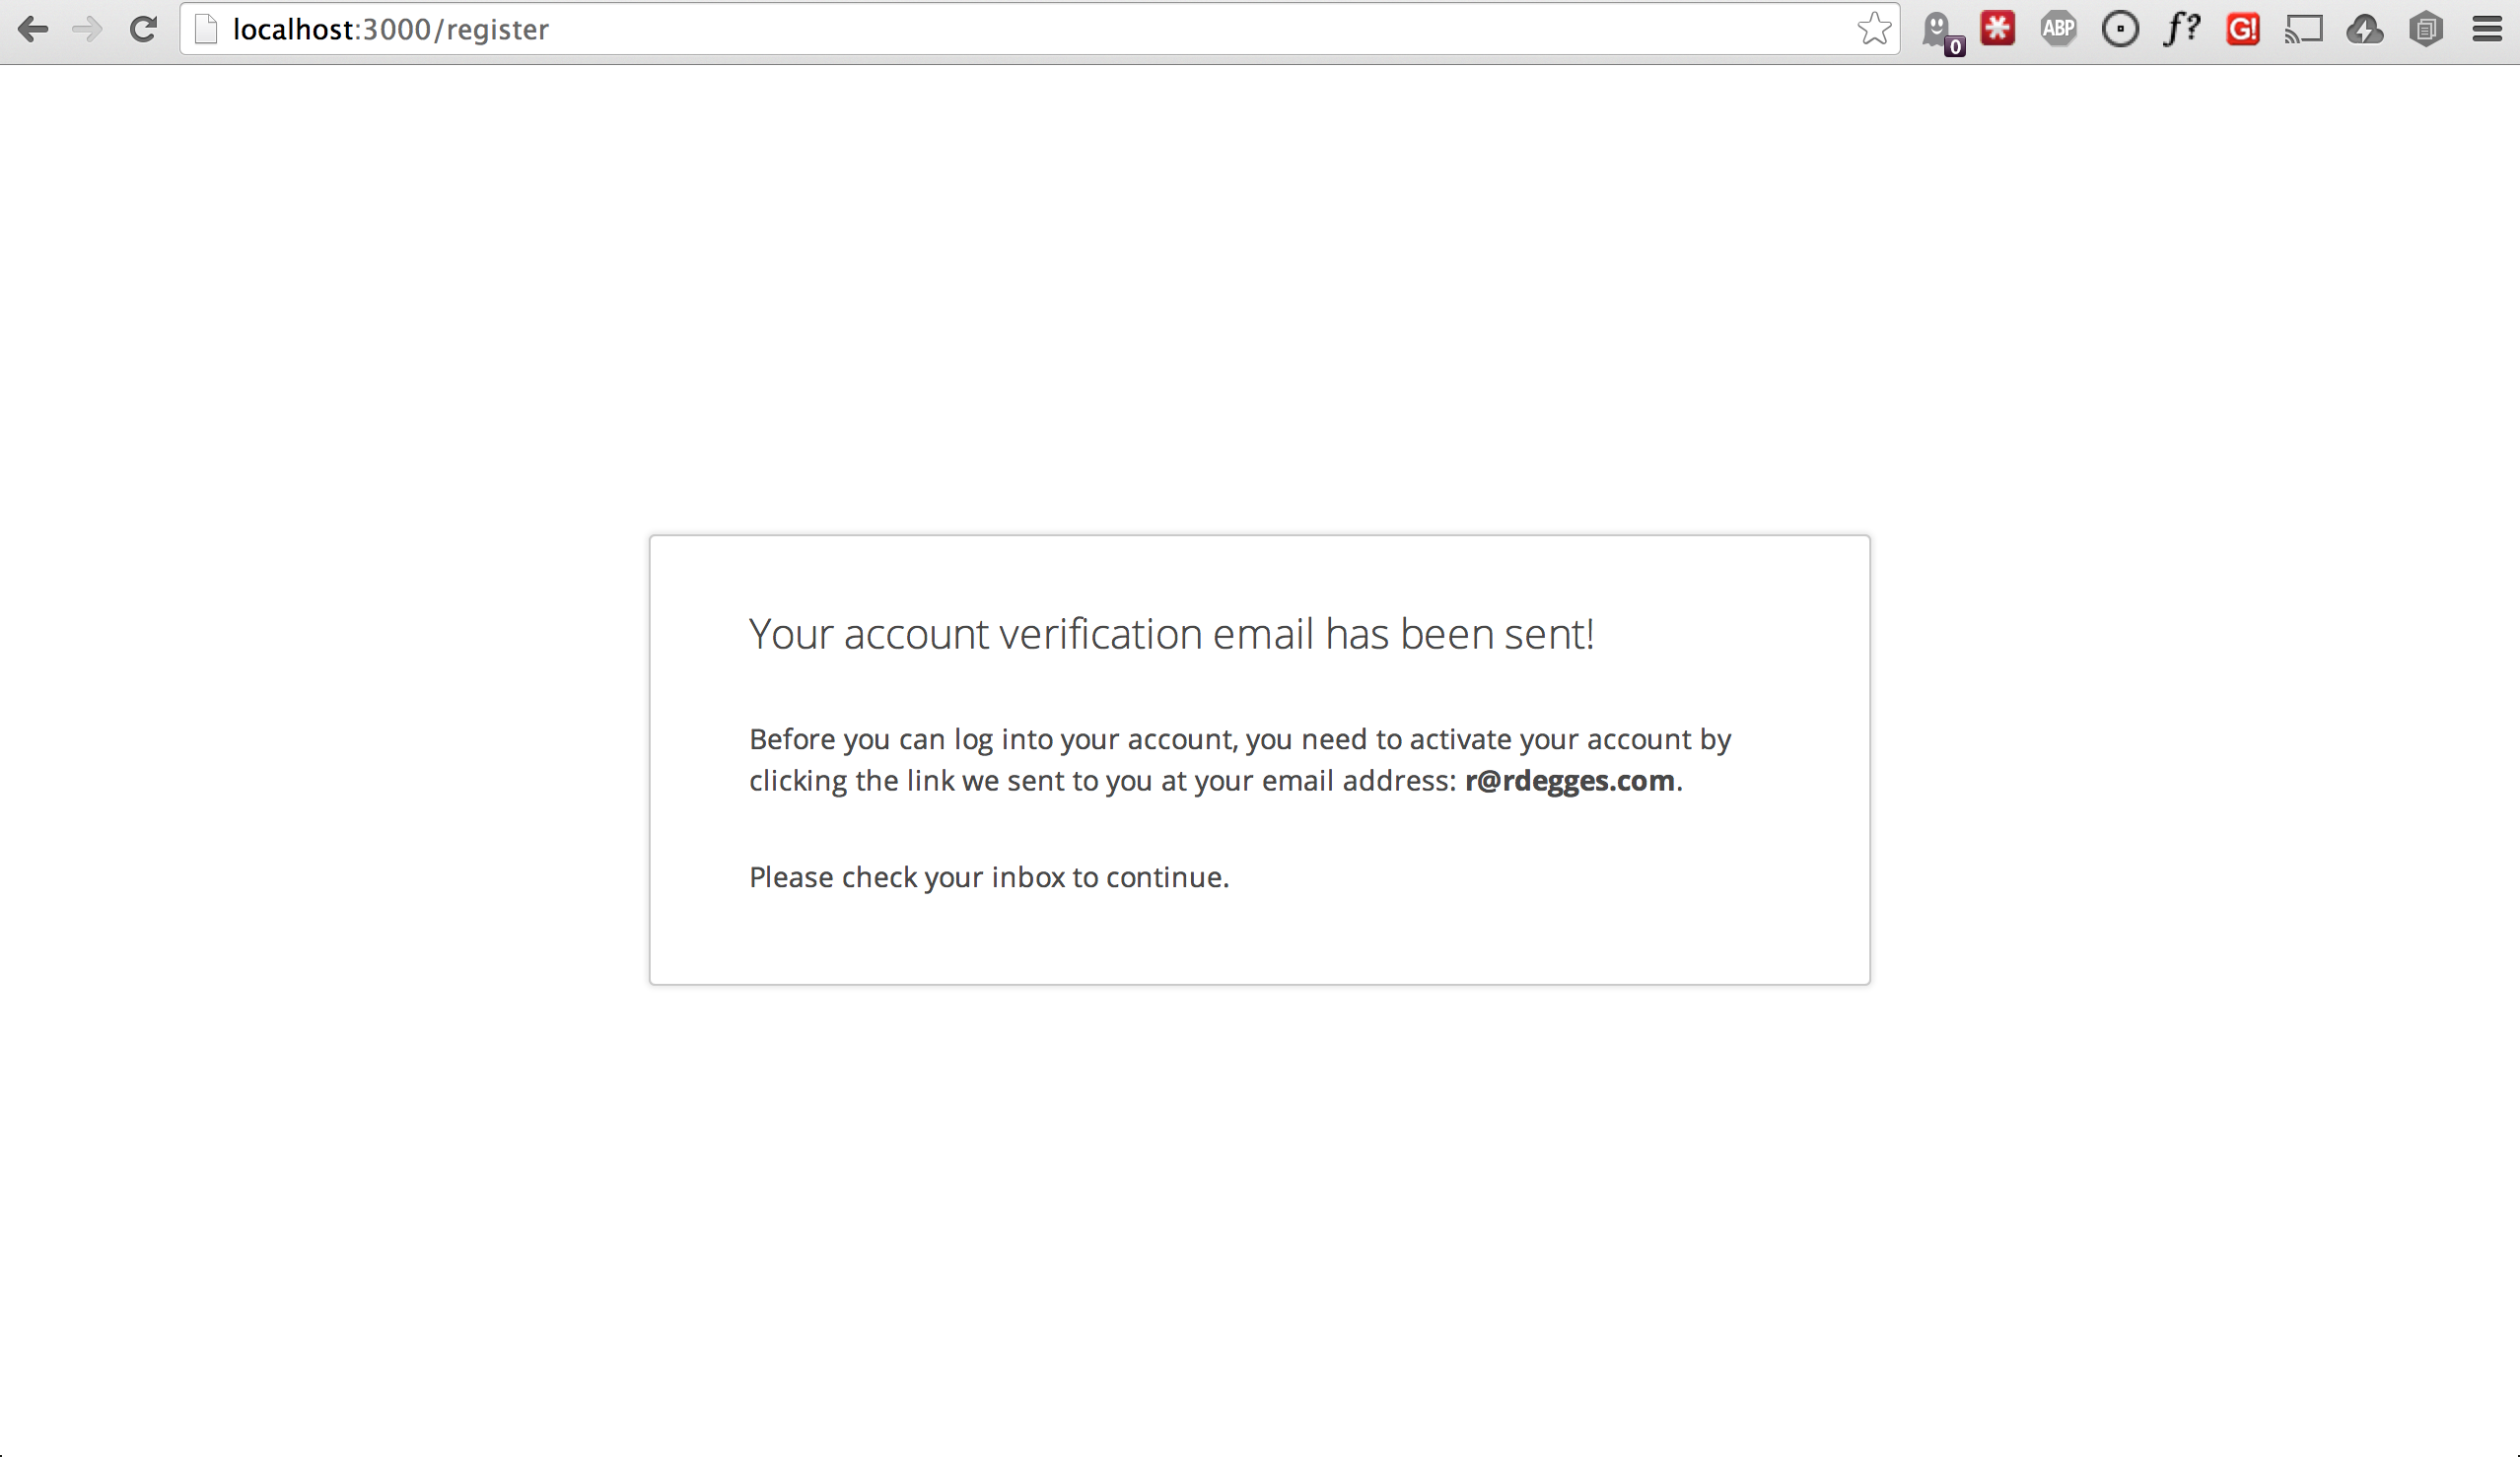 localhost:3000/register
0
ABP
f?
G!
Your account verification email has been sent!
Before you can log into your account, you need to activate your account by
clicking the link we sent to you at your email address: r@rdegges.com.
Please check your inbox to continue.